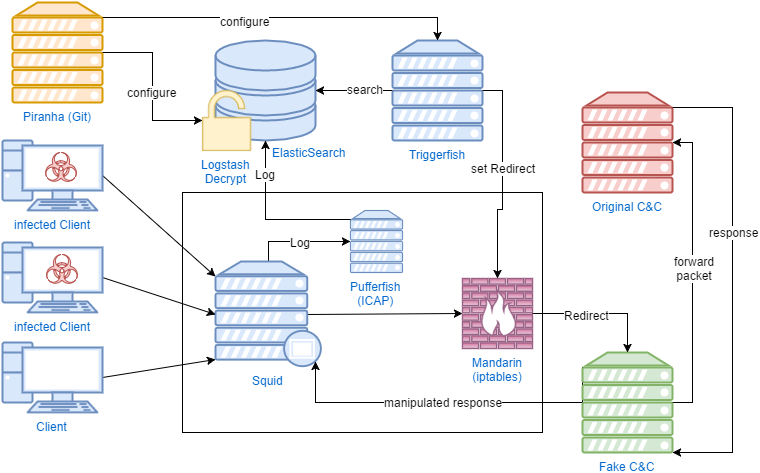 configure
configure
Piranha (Git)
search
ElasticSearch
Logstash
Decrypt
Triggerfish
set Redirect
Log
infected Client
Original C&C
response
Log
Pufferfish
(ICAP)
forward
packet
infected Client
Redirect
Mandarin
(iptables)
Squid
manipulated response
Client
Fake C&C